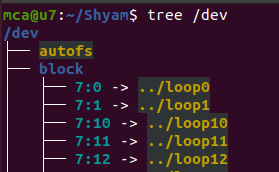 mca@u7:~/Shyam$ tree /dev
/dev
├── autofs
├── block
│   ├── 7:0 -> ../loop0
│   ├── 7:1 -> ../loop1
│   ├── 7:10 -> ../loop10
│   ├── 7:11 -> ../loop11
│   ├── 7:12 -> ../loop12